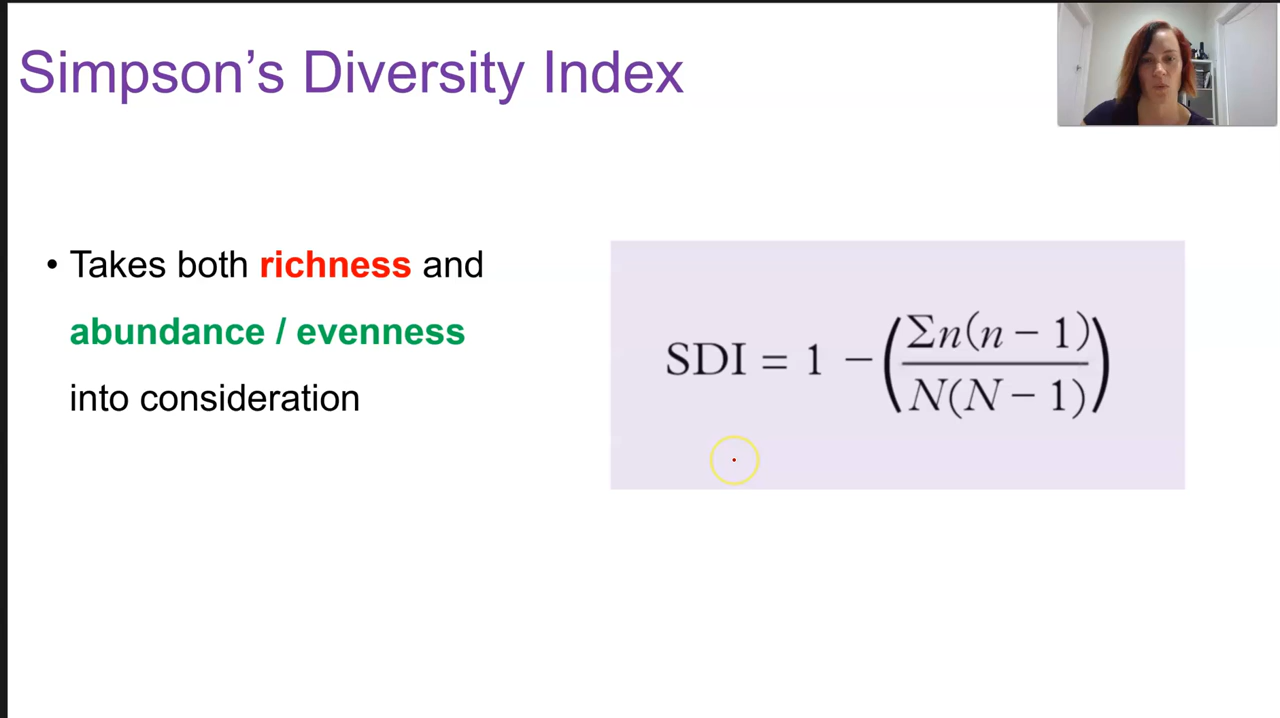 Simpson’s Diversity Index
• Takes both richness and
abundance / evenness
into consideration
SDI = 1 − (Σn(n − 1) / N(N − 1))